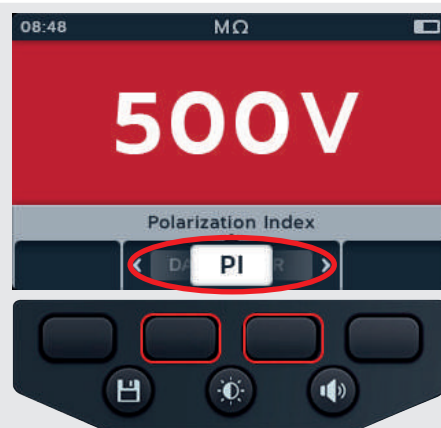 08:48 MΩ
500V
Polarization Index
< PI >